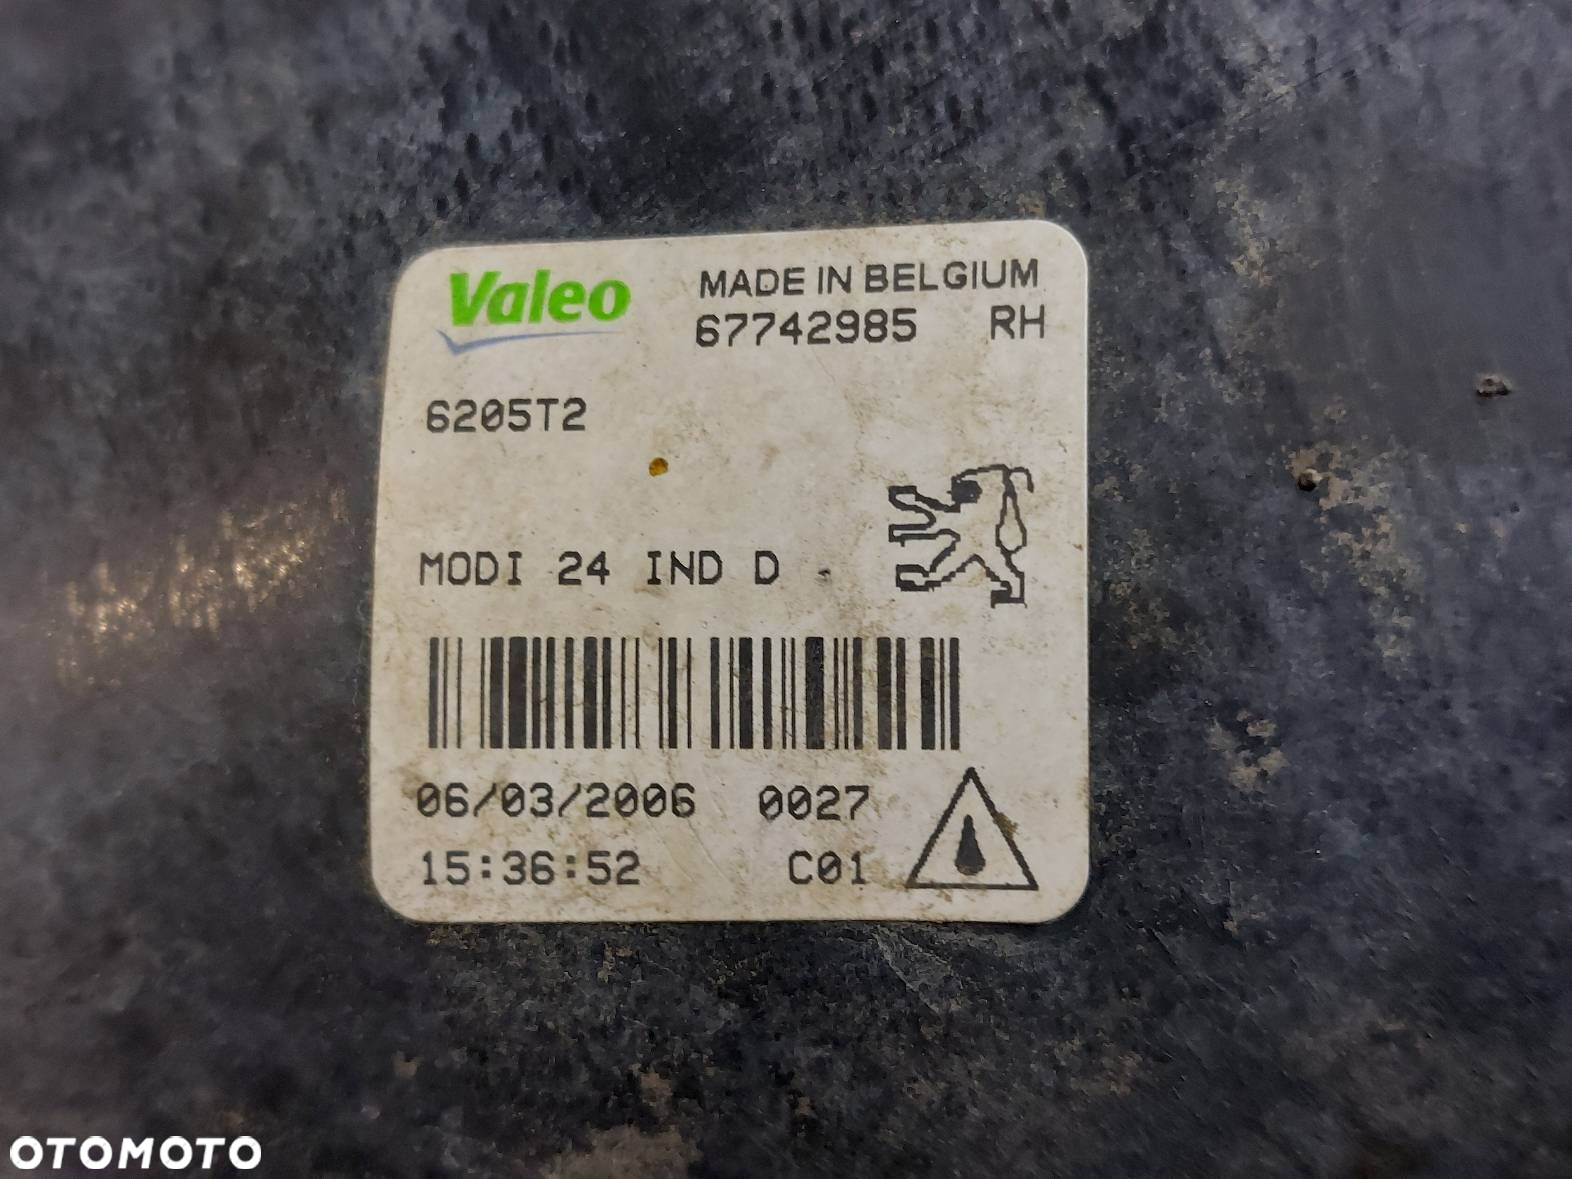 Valeo
MADE IN BELGIUM
67742985 RH
6205T2
MODI 24 IND D
06/03/2006 0027
15:36:52 C01
OTOMOTO